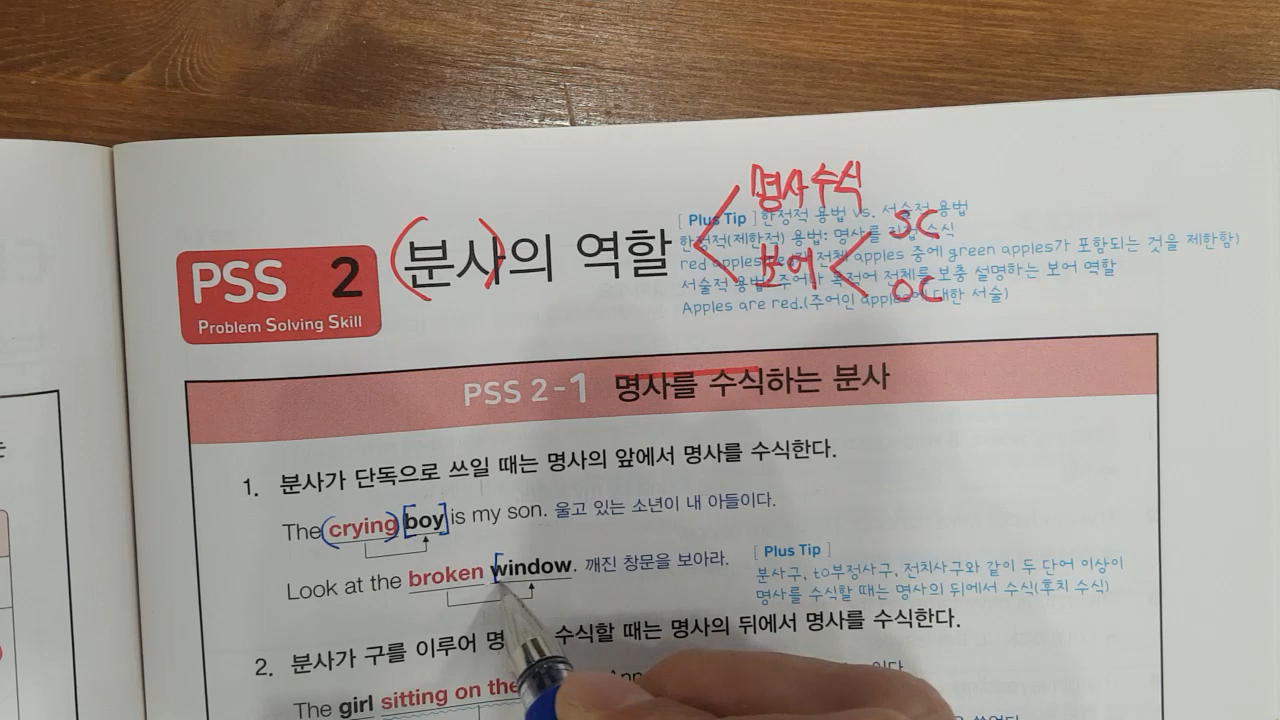 명사수식
[ Plus Tip ] 한정적 용법 vs. 서술적 용법
SC
한정적(제한적) 용법: 명사를 수식
PSS 2 분사의 역할
보어
red apples 전체 apples 중에 green apples가 포함되는 것을 제한함)
서술적 용법: 주어나 목적어 전체를 보충 설명하는 보어 역할
OC
Apples are red.(주어인 apples에 대한 서술)
Problem Solving Skill
PSS 2-1 명사를 수식하는 분사
1. 분사가 단독으로 쓰일 때는 명사의 앞에서 명사를 수식한다.
The (crying) [boy] is my son. 울고 있는 소년이 내 아들이다.
Look at the broken [window. 깨진 창문을 보아라.
[ Plus Tip ]
분사구, to부정사구, 전치사구와 같이 두 단어 이상이
명사를 수식할 때는 명사의 뒤에서 수식(후치 수식)
2. 분사가 구를 이루어 명 수식할 때는 명사의 뒤에서 명사를 수식한다.
The girl sitting on the